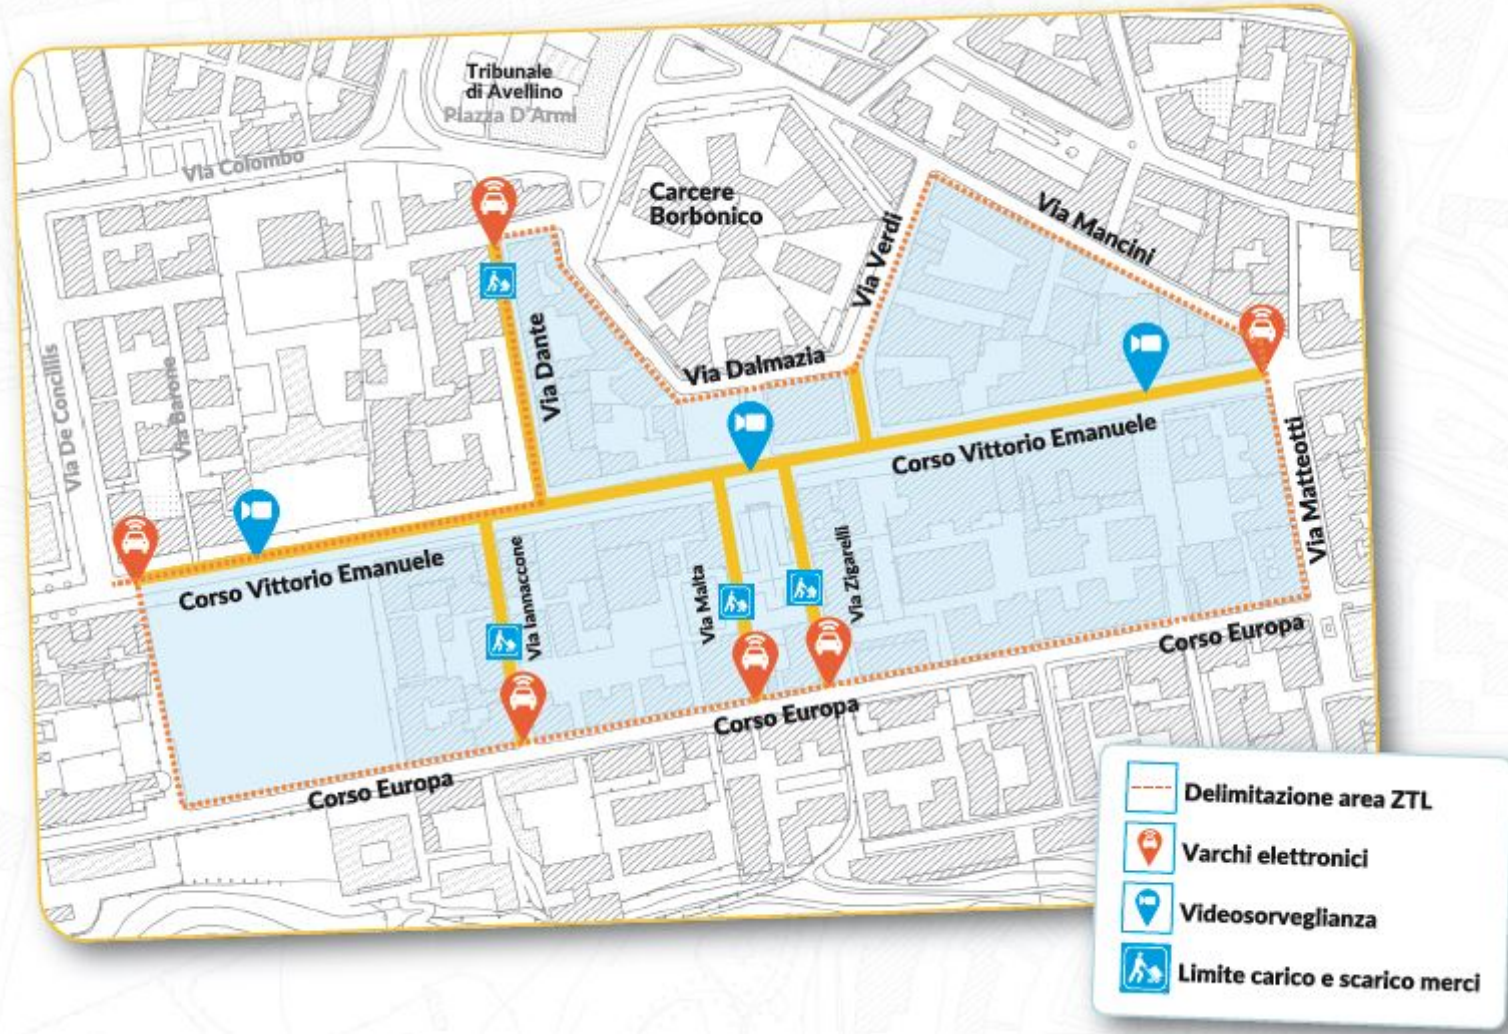 Tribunale
di Avellino
Piazza D'Armi
Via Colombo
Carcere
Borbonico
Via Mancini
Via Verdi
Via Dante
Via Dalmazia
Via De Concilis
Via Barone
Corso Vittorio Emanuele
Corso Vittorio Emanuele
Via Iannaccone
Via Malta
Via Zigarelli
Via Matteotti
Corso Europa
Corso Europa
Corso Europa
Delimitazione area ZTL
Varchi elettronici
Videosorveglianza
Limite carico e scarico merci